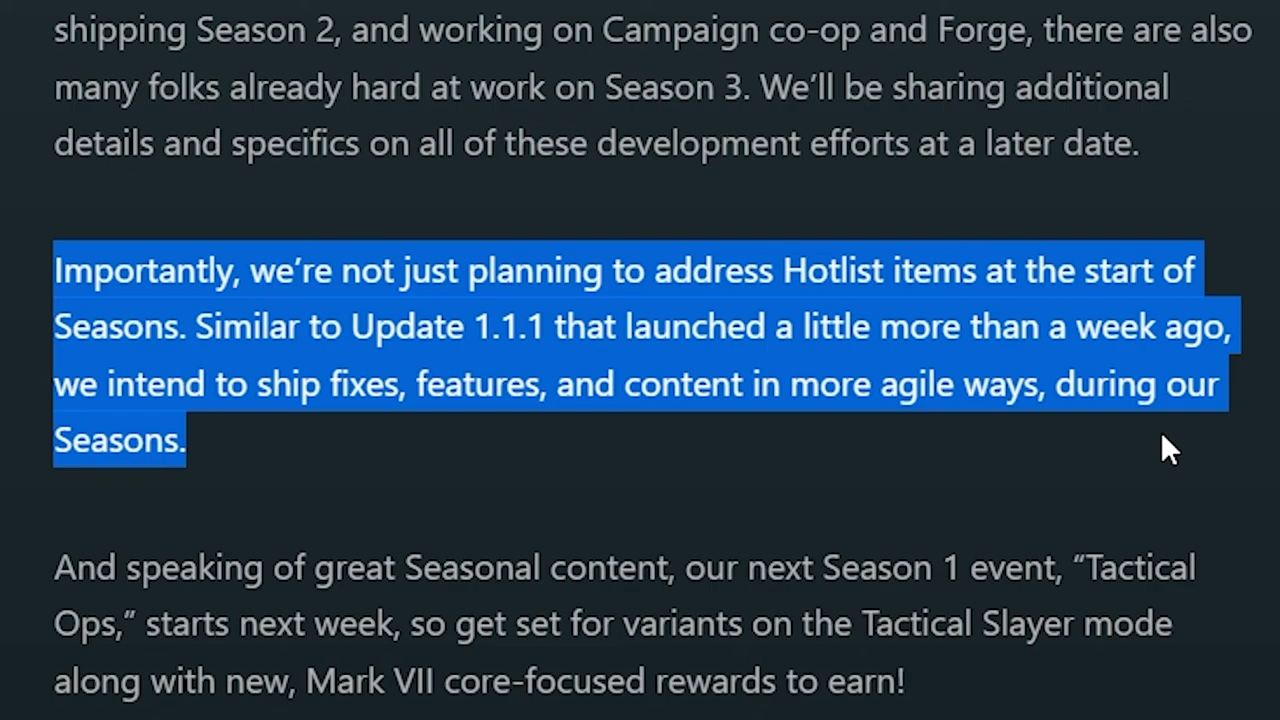 shipping Season 2, and working on Campaign co-op and Forge, there are also
many folks already hard at work on Season 3. We’ll be sharing additional
details and specifics on all of these development efforts at a later date.
Importantly, we’re not just planning to address Hotlist items at the start of
Seasons. Similar to Update 1.1.1 that launched a little more than a week ago,
we intend to ship fixes, features, and content in more agile ways, during our
Seasons.
And speaking of great Seasonal content, our next Season 1 event, “Tactical
Ops,” starts next week, so get set for variants on the Tactical Slayer mode
along with new, Mark VII core-focused rewards to earn!